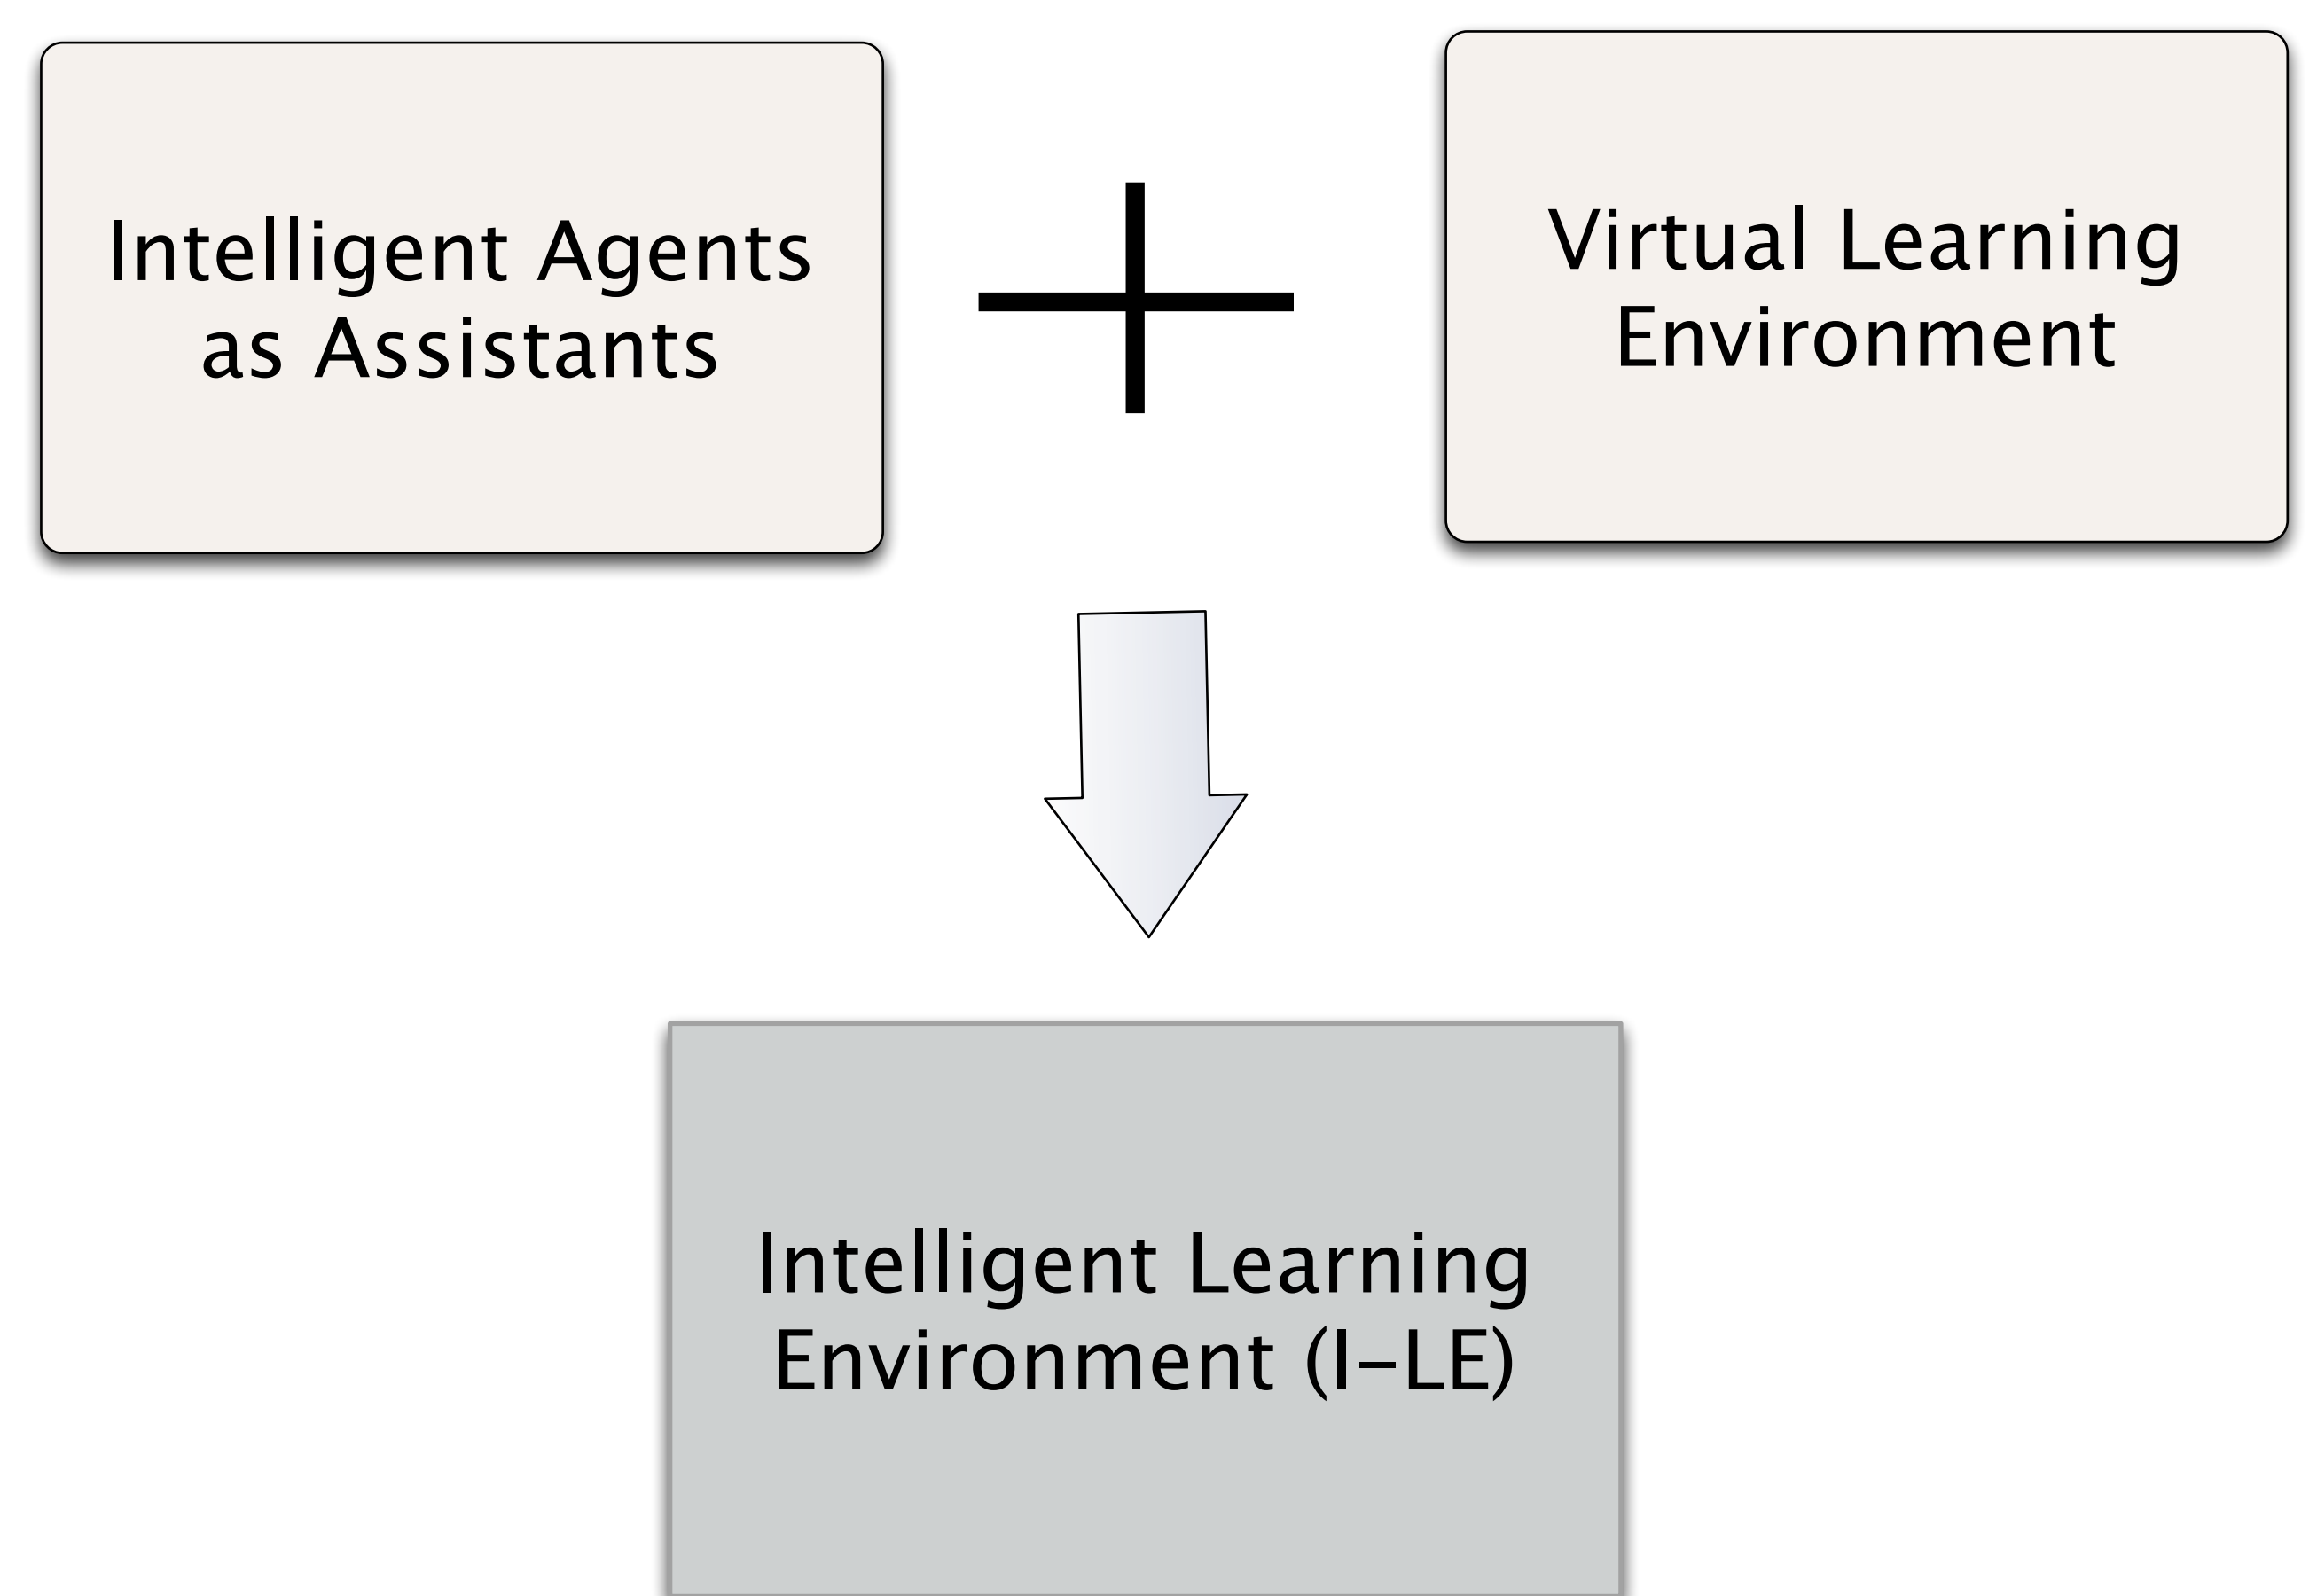 Intelligent Agents
as Assistants
Virtual Learning
Environment
Intelligent Learning
Environment (I-LE)